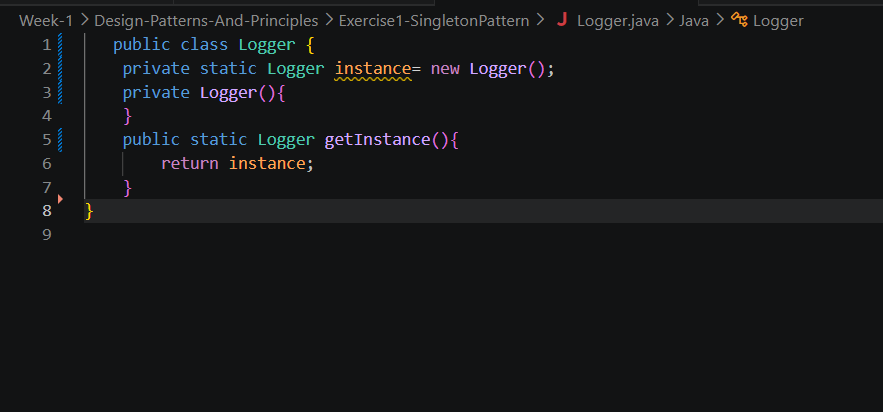 Week-1 > Design-Patterns-And-Principles > Exercise1-SingletonPattern > Logger.java > Java > Logger
1 public class Logger {
2 private static Logger instance= new Logger();
3 private Logger(){
4 }
5 public static Logger getInstance(){
6 return instance;
7 }
8 }
9